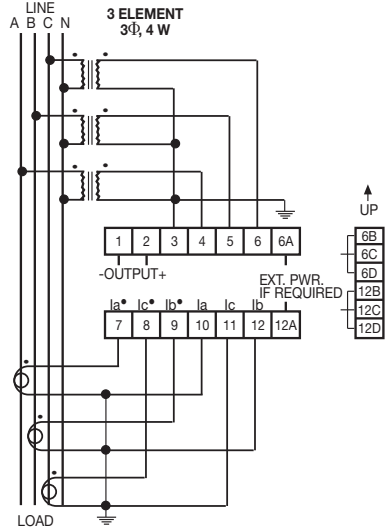 LINE
A B C N
3 ELEMENT
3Φ, 4 W
1 2 3 4 5 6 6A
-OUTPUT+
EXT. PWR.
IF REQUIRED
Ia• Ic• Ib• Ia Ic Ib
7 8 9 10 11 12 12A
LOAD
UP
6B
6C
6D
12B
12C
12D